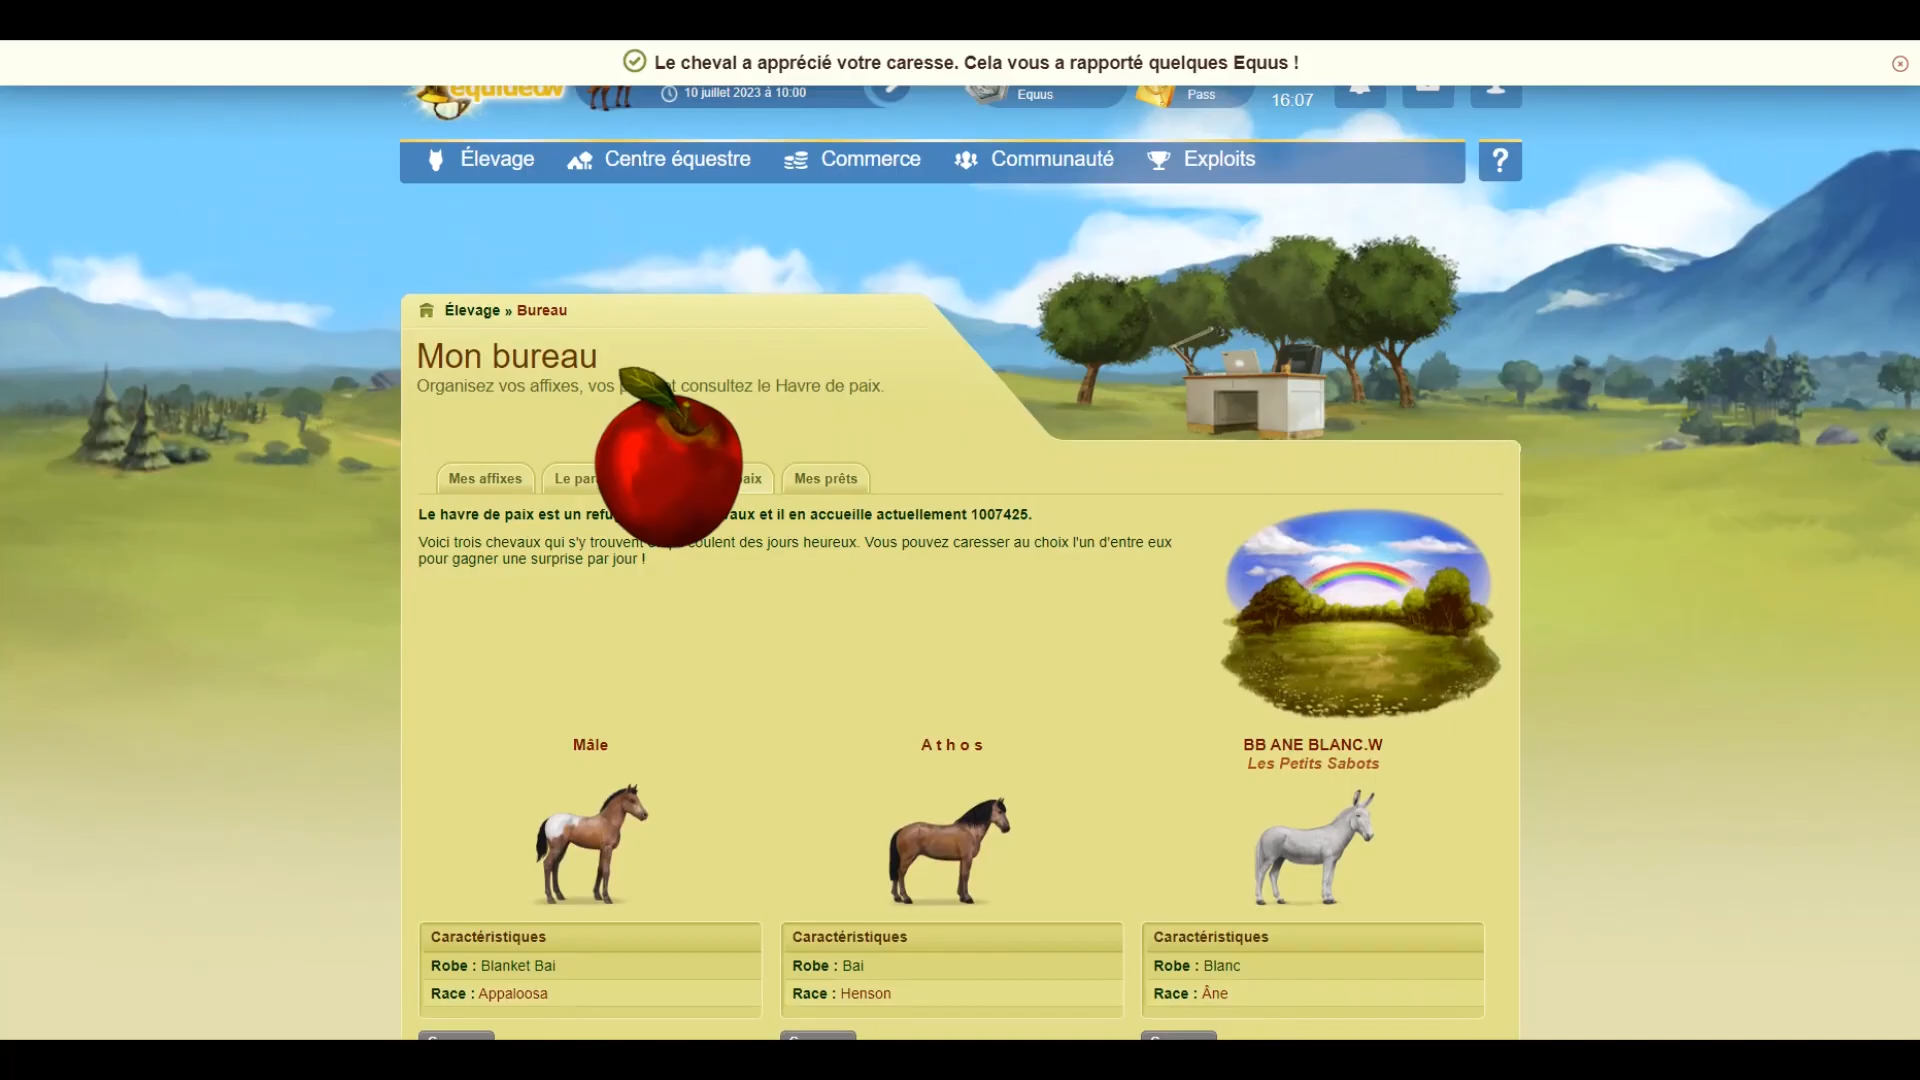 Le cheval a apprécié votre caresse. Cela vous a rapporté quelques Equus !
equideow
10 juillet 2023 à 10:00
Equus
Pass
16:07
Élevage
Centre équestre
Commerce
Communauté
Exploits
?
Élevage » Bureau
Mon bureau
Organisez vos affixes, vos consultez le Havre de paix.
Mes affixes
Le
Mes prêts
Le havre de paix est un et il en accueille actuellement 1007425.
Voici trois chevaux qui s'y trouvent coulent des jours heureux. Vous pouvez caresser au choix l'un d'entre eux
pour gagner une surprise par jour !
Mâle
A t h o s
BB ANE BLANC.W
Les Petits Sabots
Caractéristiques
Robe : Blanket Bai
Race : Appaloosa
Caractéristiques
Robe : Bai
Race : Henson
Caractéristiques
Robe : Blanc
Race : Âne